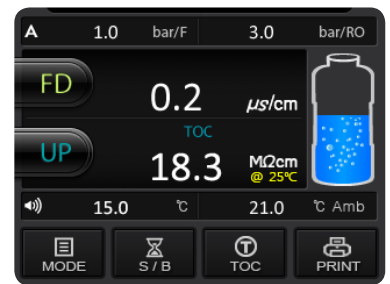 A 1.0 bar/F 3.0 bar/RO
FD 0.2 μs/cm
TOC
UP 18.3 MΩcm
@ 25℃
15.0 ℃ 21.0 ℃ Amb
MODE S / B T TOC PRINT